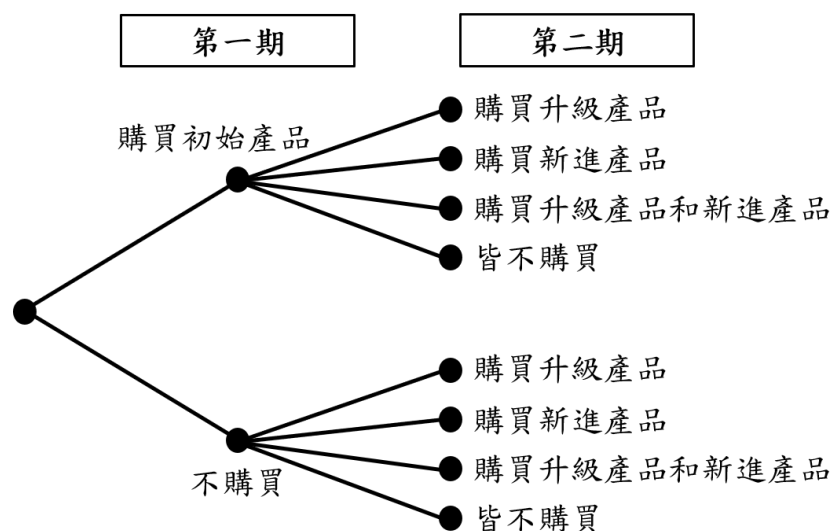 第一期
第二期
購買初始產品
購買升級產品
購買新進產品
購買升級產品和新進產品
皆不購買
不購買
購買升級產品
購買新進產品
購買升級產品和新進產品
皆不購買